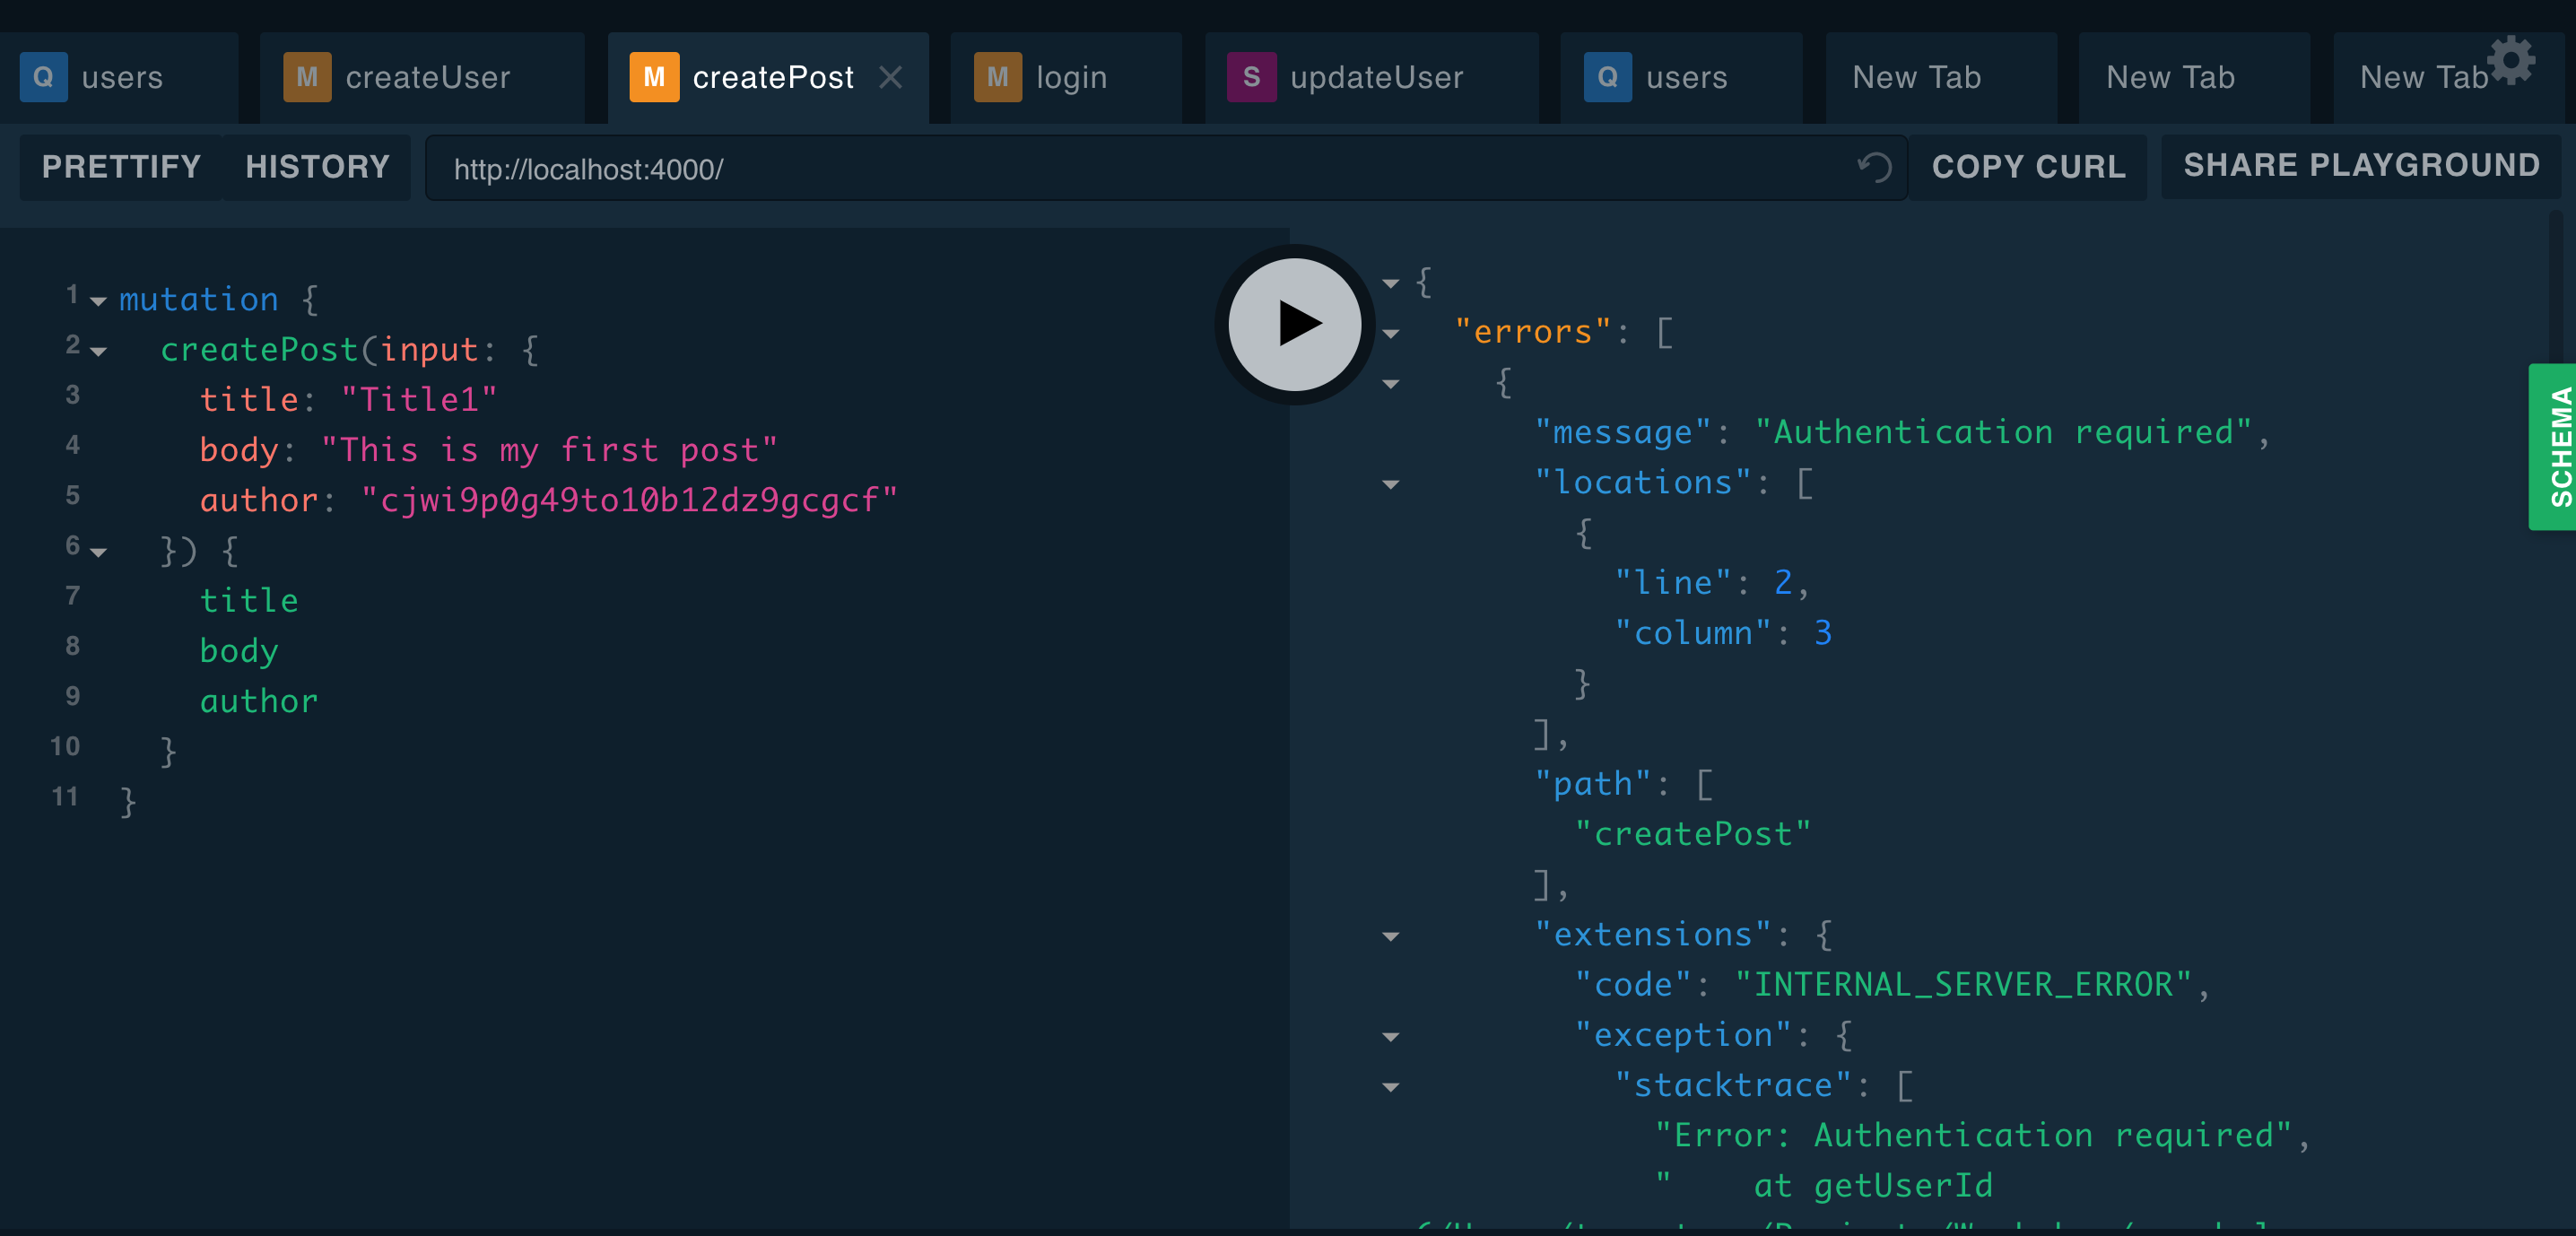 Q users M createUser M createPost M login S updateUser Q users New Tab New Tab New Tab
PRETTIFY HISTORY http://localhost:4000/ COPY CURL SHARE PLAYGROUND
1 mutation {
2 createPost(input: {
3 title: "Title1"
4 body: "This is my first post"
5 author: "cjwi9p0g49to10b12dz9gcgcf"
6 }) {
7 title
8 body
9 author
10 }
11 }
{
"errors": [
{
"message": "Authentication required",
"locations": [
{
"line": 2,
"column": 3
}
],
"path": [
"createPost"
],
"extensions": {
"code": "INTERNAL_SERVER_ERROR",
"exception": {
"stacktrace": [
"Error: Authentication required",
"    at getUserId
SCHEMA